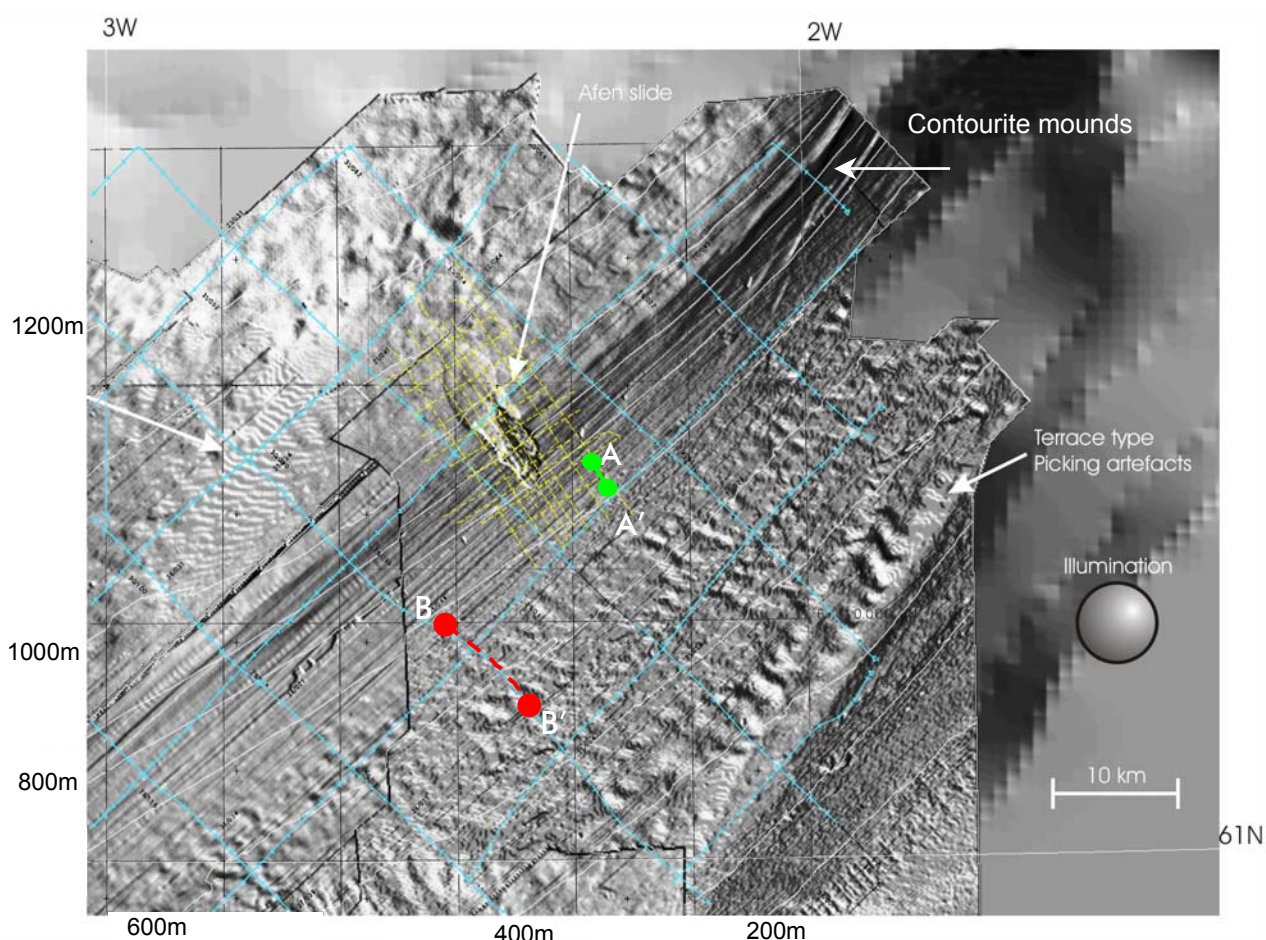 3W
2W
Afen slide
Contourite mounds
1200m
A
Terrace type
Picking artefacts
A'
Illumination
B
1000m
B'
10 km
800m
61N
600m
400m
200m